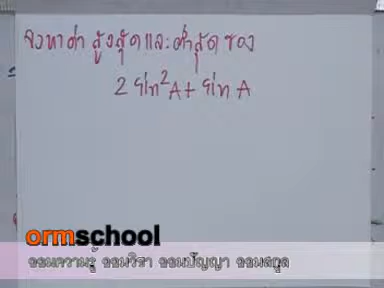 จงหาค่า สูงสุดและต่ำสุด ของ
2 sin²A + sin A
ormschool
ออมความรู้ ออมวิชา ออมปัญญา ออมสกูล